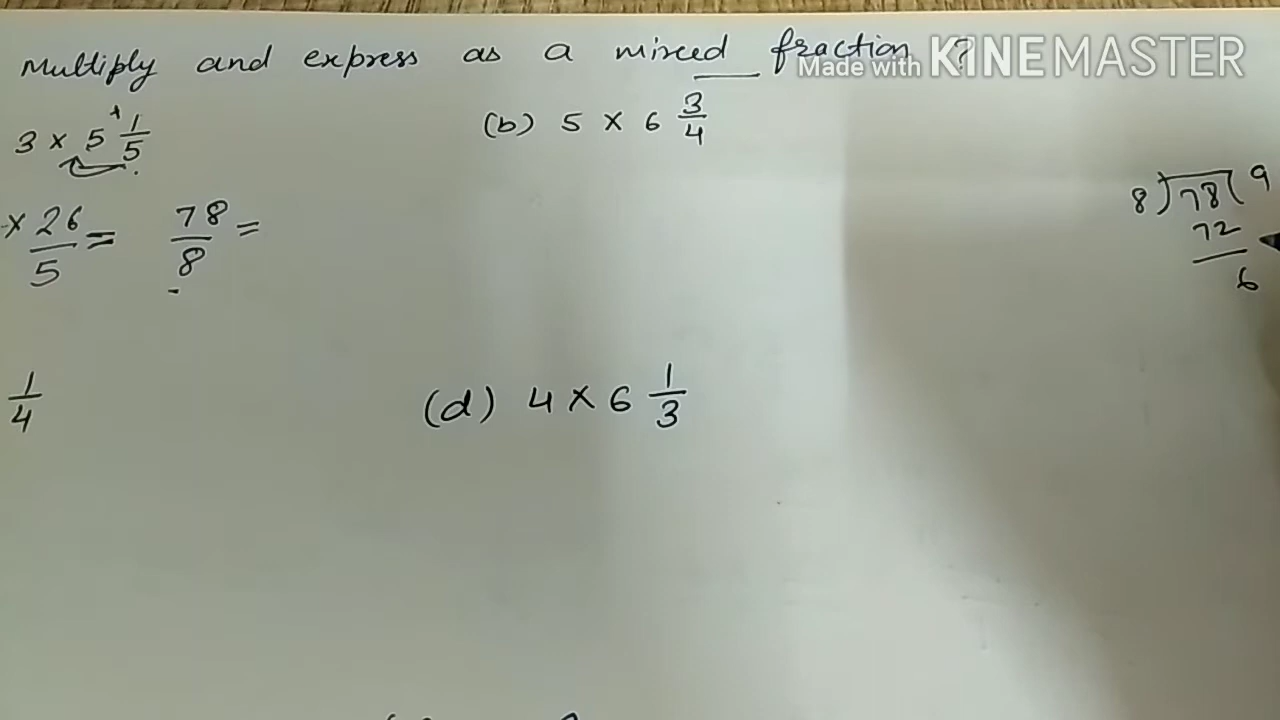 Multiply and express as a mixed fraction ?
Made with KINEMASTER
3 × 5 1/5
(b) 5 × 6 3/4
× 26/5 = 78/8 =
8)78(9
72
6
1/4
(d) 4 × 6 1/3